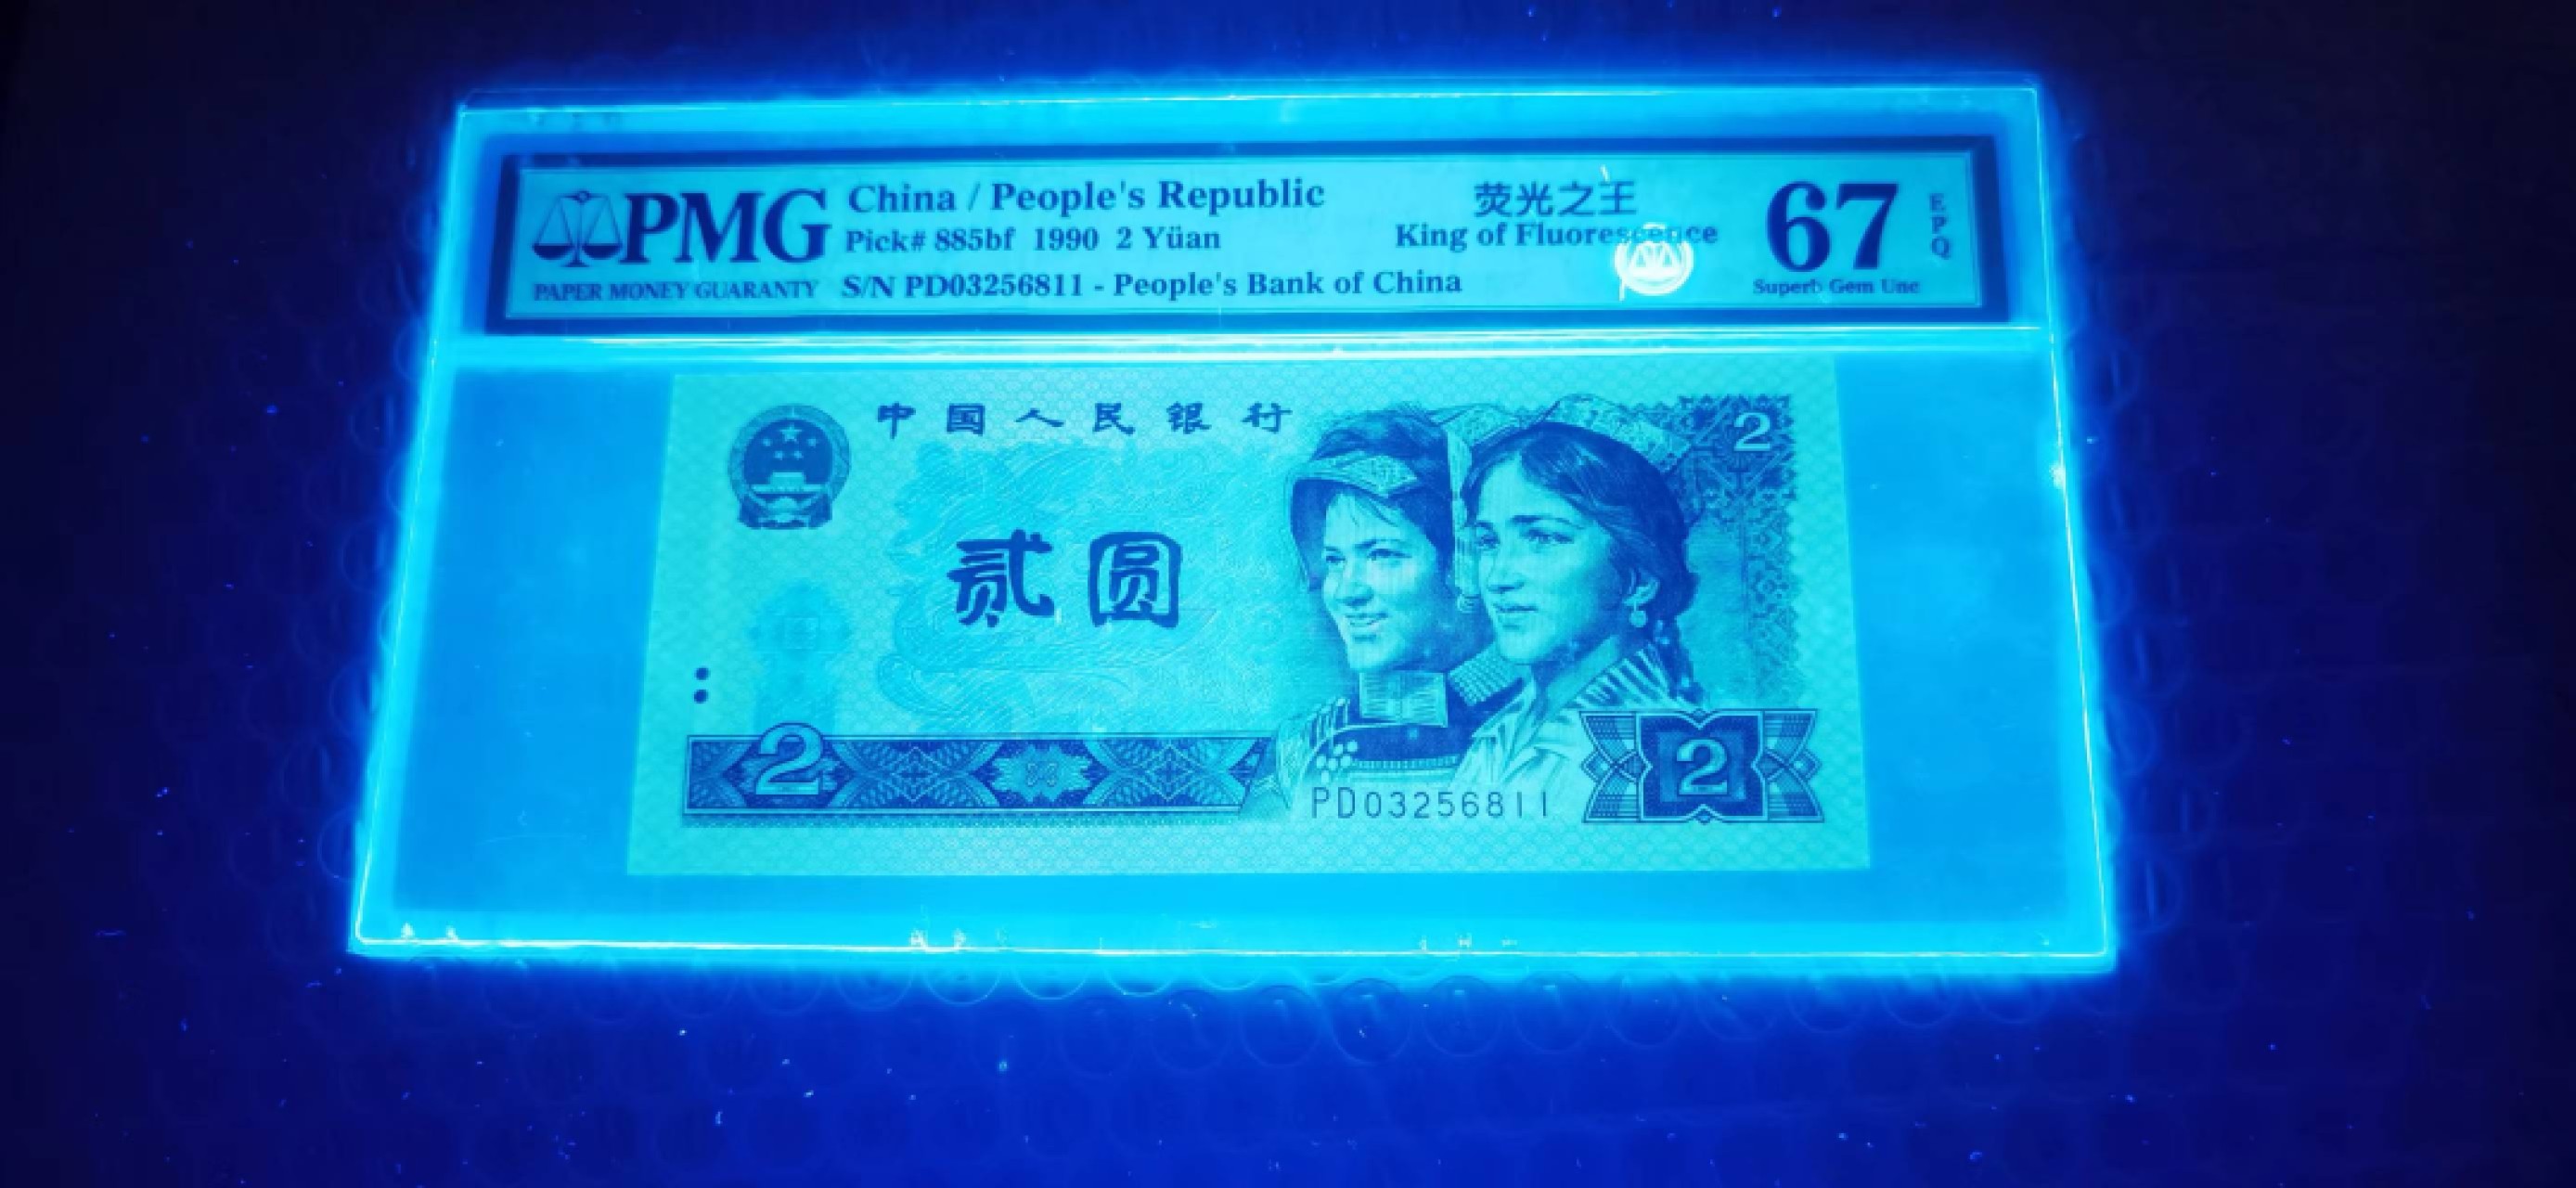 PMG
PAPER MONEY GUARANTY
China / People's Republic
Pick# 885bf 1990 2 Yüan
S/N PD03256811 - People's Bank of China
荧光之王
King of Fluorescence
67
EPQ
Superb Gem Unc
中国人民银行
2
贰圆
2
2
PD03256811